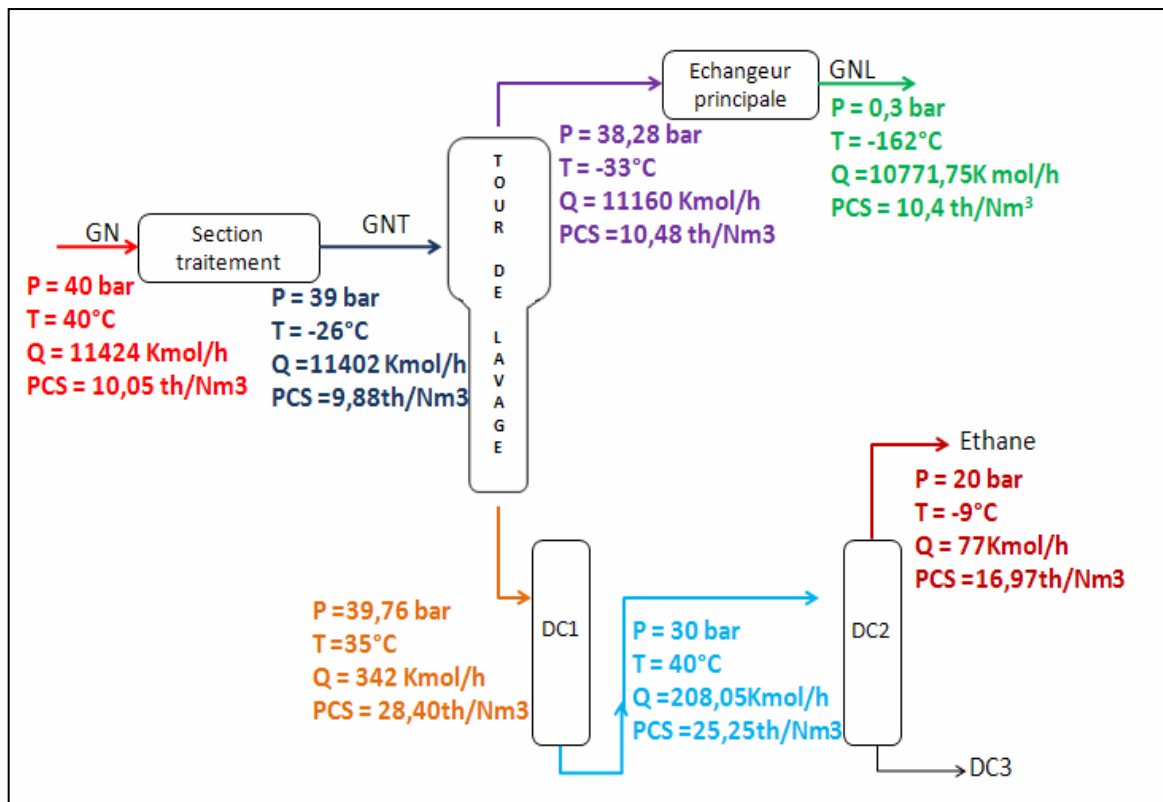 Echangeur
principale
GNL
P = 0,3 bar
T = -162°C
Q =10771,75K mol/h
PCS = 10,4 th/Nm³
P = 38,28 bar
T = -33°C
Q = 11160 Kmol/h
PCS =10,48 th/Nm3
TOUR DE LAVAGE
GN
Section
traitement
GNT
P = 40 bar
T = 40°C
Q = 11424 Kmol/h
PCS = 10,05 th/Nm3
P = 39 bar
T = -26°C
Q =11402 Kmol/h
PCS =9,88th/Nm3
Ethane
P = 20 bar
T = -9°C
Q = 77Kmol/h
PCS =16,97th/Nm3
P =39,76 bar
T =35°C
Q = 342 Kmol/h
PCS = 28,40th/Nm3
DC1
P = 30 bar
T = 40°C
Q =208,05Kmol/h
PCS =25,25th/Nm3
DC2
DC3